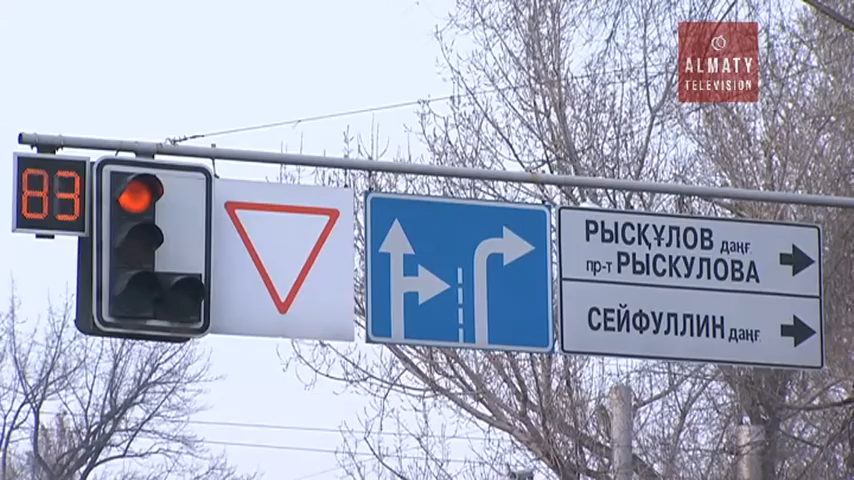 ALMATY
TELEVISION
83
РЫСҚҰЛОВ даңғ.
пр-т РЫСКУЛОВА
СЕЙФУЛЛИН даңғ.